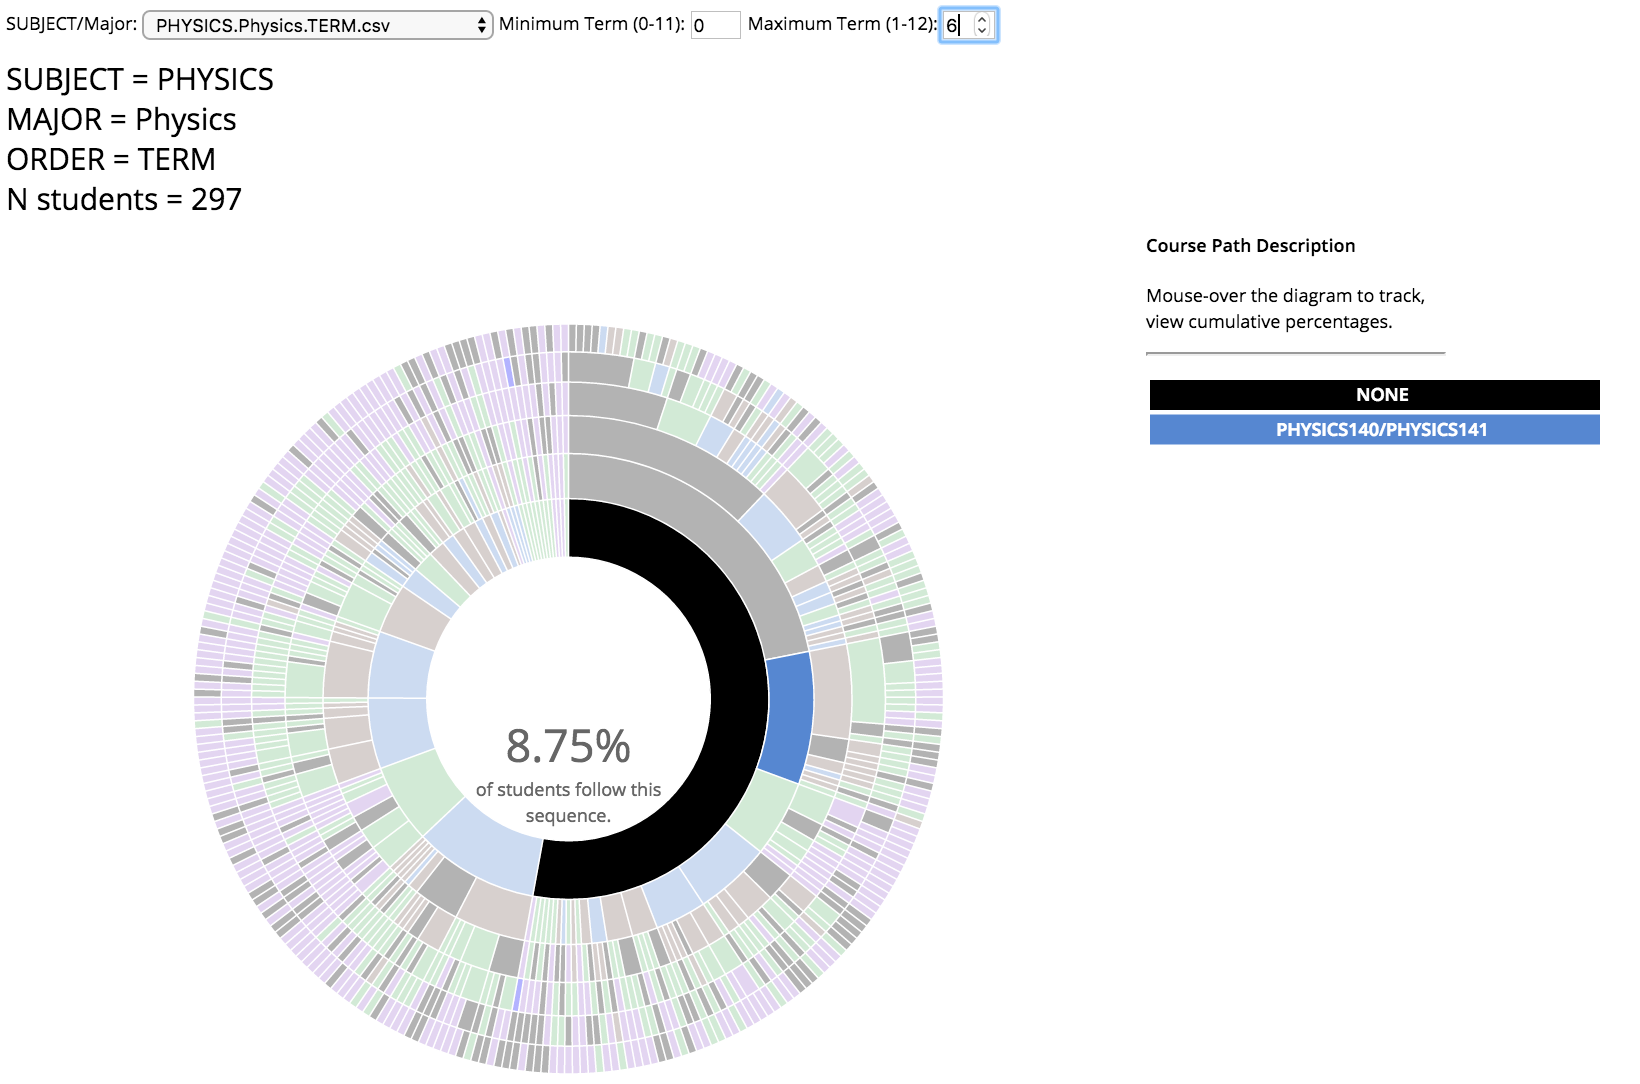 SUBJECT/Major: PHYSICS.Physics.TERM.csv Minimum Term (0-11): 0 Maximum Term (1-12): 6
SUBJECT = PHYSICS
MAJOR = Physics
ORDER = TERM
N students = 297
Course Path Description
Mouse-over the diagram to track,
view cumulative percentages.
NONE
PHYSICS140/PHYSICS141
8.75%
of students follow this
sequence.